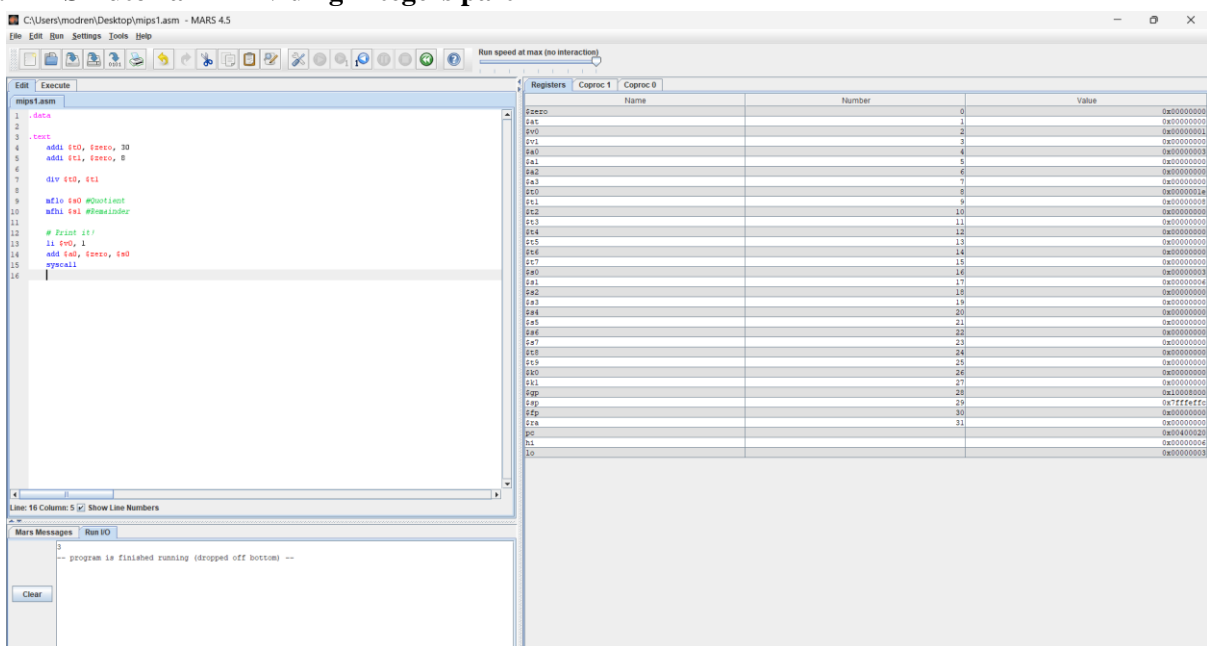 C:\Users\modren\Desktop\mips1.asm - MARS 4.5
File Edit Run Settings Tools Help
Run speed at max (no interaction)
Edit Execute
mips1.asm
1 .data
2
3 .text
4 addi $t0, $zero, 30
5 addi $t1, $zero, 8
6
7 div $t0, $t1
8
9 mflo $s0 #Quotient
10 mfhi $s1 #Remainder
11
12 # Print it!
13 li $v0, 1
14 add $a0, $zero, $s0
15 syscall
16
Line: 16 Column: 5 Show Line Numbers
Mars Messages Run I/O
3
-- program is finished running (dropped off bottom) --
Clear
Registers Coproc 1 Coproc 0
Name Number Value
$zero 0 0x00000000
$at 1 0x00000000
$v0 2 0x00000001
$v1 3 0x00000000
$a0 4 0x00000003
$a1 5 0x00000000
$a2 6 0x00000000
$a3 7 0x00000000
$t0 8 0x0000001e
$t1 9 0x00000008
$t2 10 0x00000000
$t3 11 0x00000000
$t4 12 0x00000000
$t5 13 0x00000000
$t6 14 0x00000000
$t7 15 0x00000000
$s0 16 0x00000003
$s1 17 0x00000006
$s2 18 0x00000000
$s3 19 0x00000000
$s4 20 0x00000000
$s5 21 0x00000000
$s6 22 0x00000000
$s7 23 0x00000000
$t8 24 0x00000000
$t9 25 0x00000000
$k0 26 0x00000000
$k1 27 0x00000000
$gp 28 0x10008000
$sp 29 0x7fffeffc
$fp 30 0x00000000
$ra 31 0x00000000
pc 0x00400020
hi 0x00000006
lo 0x00000003